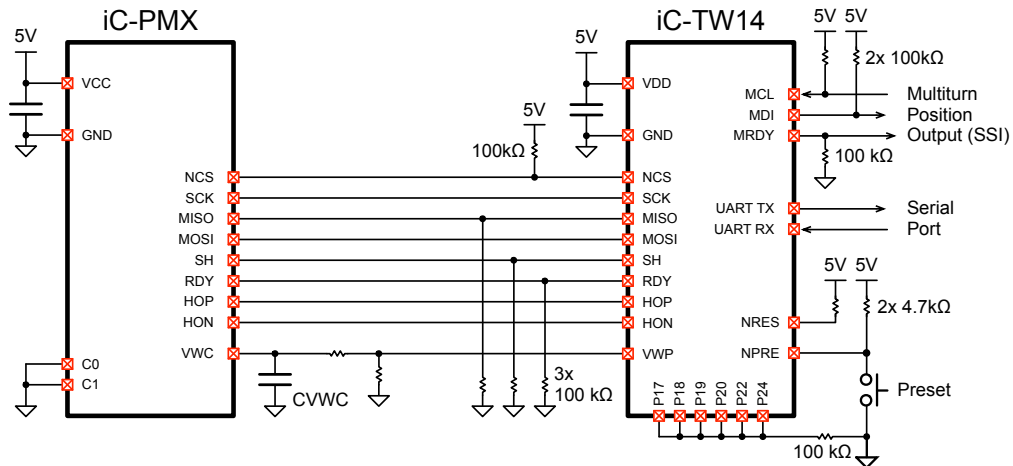 iC-PMX
iC-TW14
5V
5V
5V
5V
2x 100kΩ
VCC
VDD
MCL
Multiturn
MDI
Position
GND
GND
MRDY
Output (SSI)
100kΩ
100 kΩ
NCS
NCS
SCK
SCK
MISO
MISO
UART TX
Serial
MOSI
MOSI
UART RX
Port
SH
SH
RDY
RDY
5V
5V
HOP
HOP
2x 4.7kΩ
HON
HON
NRES
VWC
VWP
NPRE
C0
C1
CVWC
3x
100 kΩ
P17
P18
P19
P20
P22
P24
Preset
100 kΩ
5V